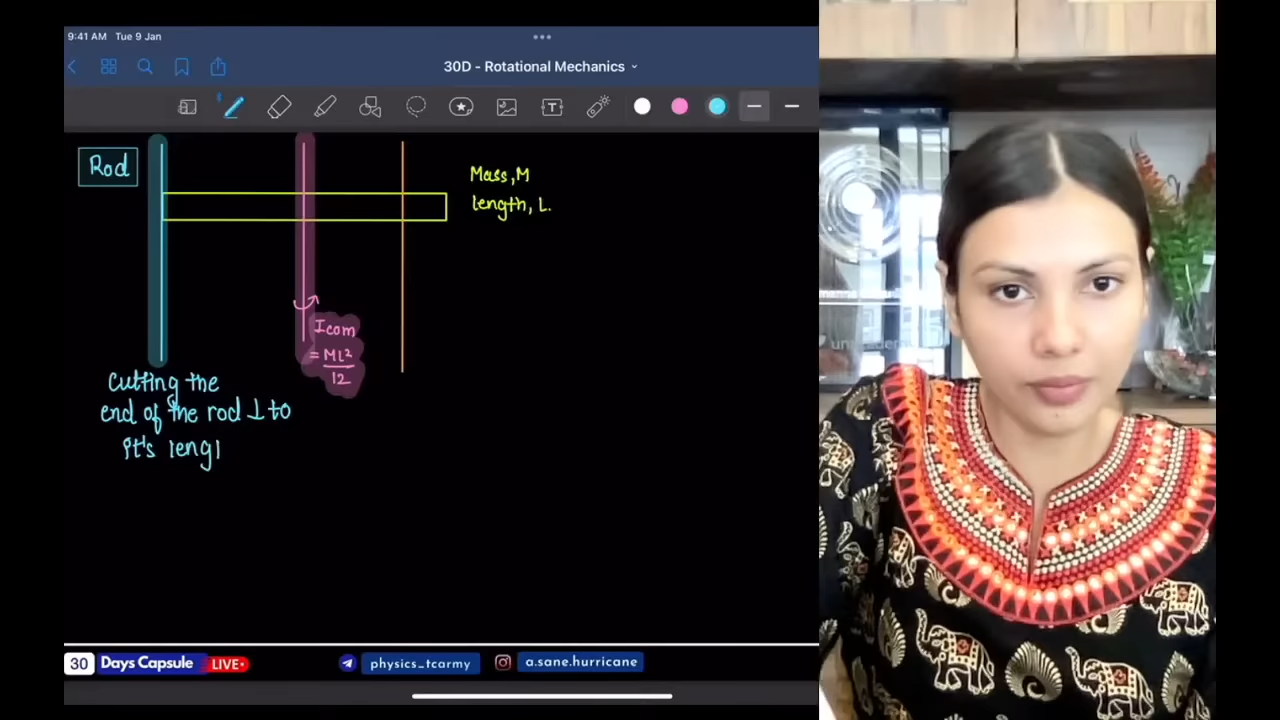 9:41 AM Tue 9 Jan
30D - Rotational Mechanics
T
Rod
Mass, M
length, L.
Icom
= ML²
12
Cutting the
end of the rod ⊥ to
it's lengl
30 Days Capsule LIVE
physics_tcarmy
a.sane.hurricane